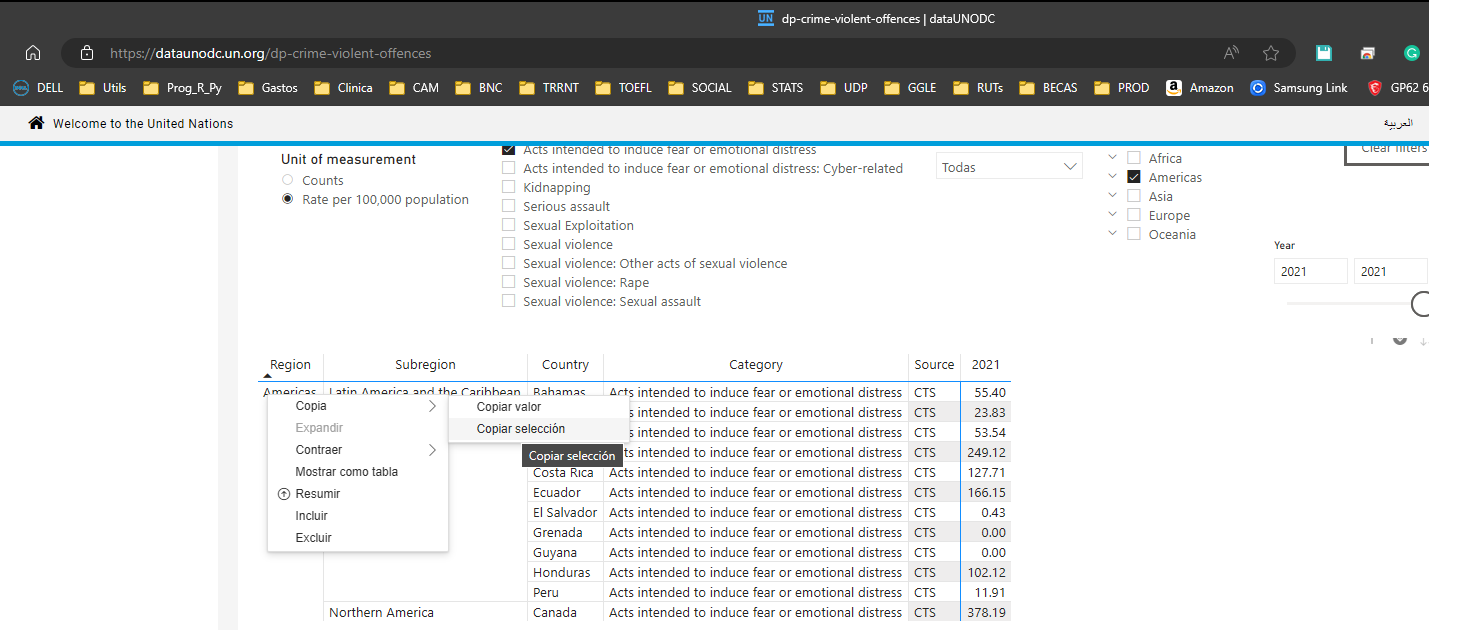 UN dp-crime-violent-offences | dataUNODC
https://dataunodc.un.org/dp-crime-violent-offences
DELL Utils Prog_R_Py Gastos Clinica CAM BNC TRRNT TOEFL SOCIAL STATS UDP GGLE RUTs BECAS PROD Amazon Samsung Link GP62 6
Welcome to the United Nations العربية
Unit of measurement
Counts
Rate per 100,000 population
Acts intended to induce fear or emotional distress
Acts intended to induce fear or emotional distress: Cyber-related
Kidnapping
Serious assault
Sexual Exploitation
Sexual violence
Sexual violence: Other acts of sexual violence
Sexual violence: Rape
Sexual violence: Sexual assault
Todas
Africa
Americas
Asia
Europe
Oceania
Clear filters
Year
2021 2021
Region Subregion Country Category Source 2021
Americas Latin America and the Caribbean Bahamas Acts intended to induce fear or emotional distress CTS 55.40
ts intended to induce fear or emotional distress CTS 23.83
ts intended to induce fear or emotional distress CTS 53.54
ts intended to induce fear or emotional distress CTS 249.12
Costa Rica Acts intended to induce fear or emotional distress CTS 127.71
Ecuador Acts intended to induce fear or emotional distress CTS 166.15
El Salvador Acts intended to induce fear or emotional distress CTS 0.43
Grenada Acts intended to induce fear or emotional distress CTS 0.00
Guyana Acts intended to induce fear or emotional distress CTS 0.00
Honduras Acts intended to induce fear or emotional distress CTS 102.12
Peru Acts intended to induce fear or emotional distress CTS 11.91
Northern America Canada Acts intended to induce fear or emotional distress CTS 378.19
Copia
Expandir
Contraer
Mostrar como tabla
Resumir
Incluir
Excluir
Copiar valor
Copiar selección
Copiar selección